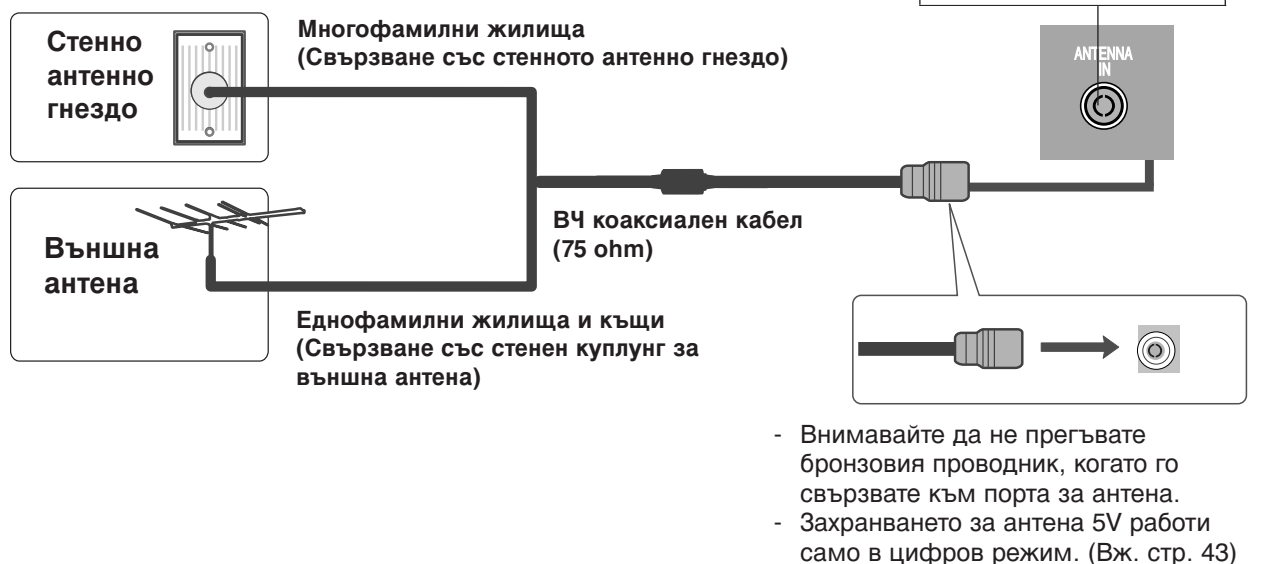 Стенно
антенно
гнездо
Многофамилни жилища
(Свързване със стенното антенно гнездо)
ANTENNA
IN
Външна
антена
ВЧ коаксиален кабел
(75 ohm)
Еднофамилни жилища и къщи
(Свързване със стенен куплунг за
външна антена)
- Внимавайте да не прегъвате
бронзовия проводник, когато го
свързвате към порта за антена.
- Захранването за антена 5V работи
само в цифров режим. (Вж. стр. 43)